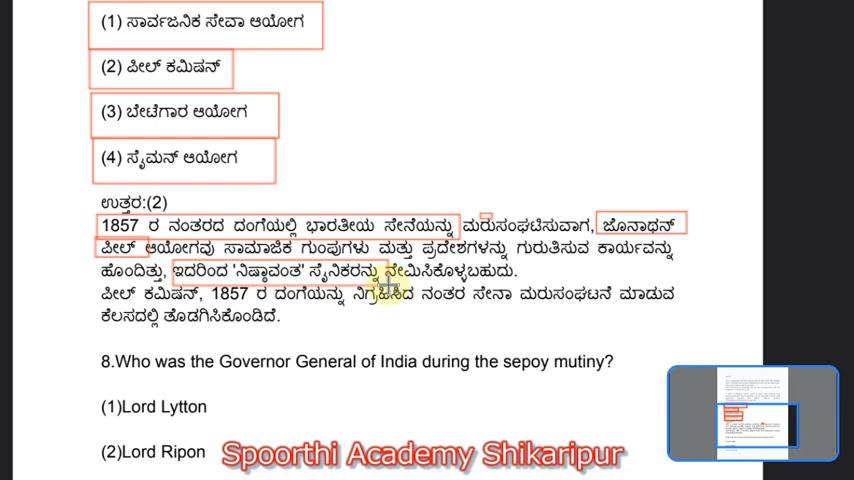 (1) ಸಾರ್ವಜನಿಕ ಸೇವಾ ಆಯೋಗ
(2) ಪೀಲ್ ಕಮಿಷನ್
(3) ಬೇಟೆಗಾರ ಆಯೋಗ
(4) ಸೈಮನ್ ಆಯೋಗ
ಉತ್ತರ:(2)
1857 ರ ನಂತರದ ದಂಗೆಯಲ್ಲಿ ಭಾರತೀಯ ಸೇನೆಯನ್ನು ಮರುಸಂಘಟಿಸುವಾಗ, ಜೊನಾಥನ್
ಪೀಲ್ ಆಯೋಗವು ಸಾಮಾಜಿಕ ಗುಂಪುಗಳು ಮತ್ತು ಪ್ರದೇಶಗಳನ್ನು ಗುರುತಿಸುವ ಕಾರ್ಯವನ್ನು
ಹೊಂದಿತ್ತು, ಇದರಿಂದ 'ನಿಷ್ಠಾವಂತ' ಸೈನಿಕರನ್ನು ನೇಮಿಸಿಕೊಳ್ಳಬಹುದು.
ಪೀಲ್ ಕಮಿಷನ್, 1857 ರ ದಂಗೆಯನ್ನು ನಿಗ್ರಹಿಸಿದ ನಂತರ ಸೇನಾ ಮರುಸಂಘಟನೆ ಮಾಡುವ
ಕೆಲಸದಲ್ಲಿ ತೊಡಗಿಸಿಕೊಂಡಿದೆ.
8.Who was the Governor General of India during the sepoy mutiny?
(1)Lord Lytton
(2)Lord Ripon
Spoorthi Academy Shikaripur